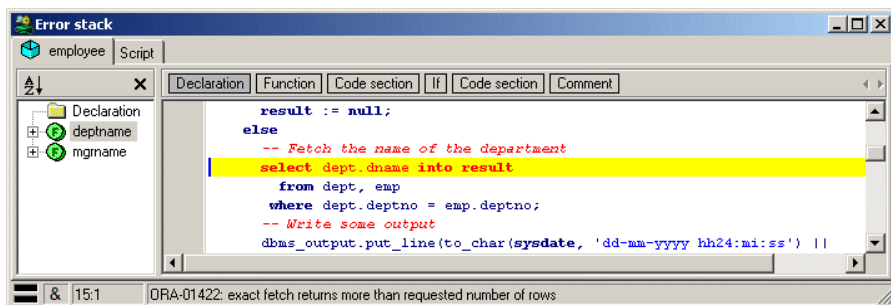 Error stack
employee Script
Declaration Function Code section If Code section Comment
Declaration
deptname
mgrname
result := null;
else
-- Fetch the name of the department
select dept.dname into result
from dept, emp
where dept.deptno = emp.deptno;
-- Write some output
dbms_output.put_line(to_char(sysdate, 'dd-mm-yyyy hh24:mi:ss') ||
& 15:1 ORA-01422: exact fetch returns more than requested number of rows